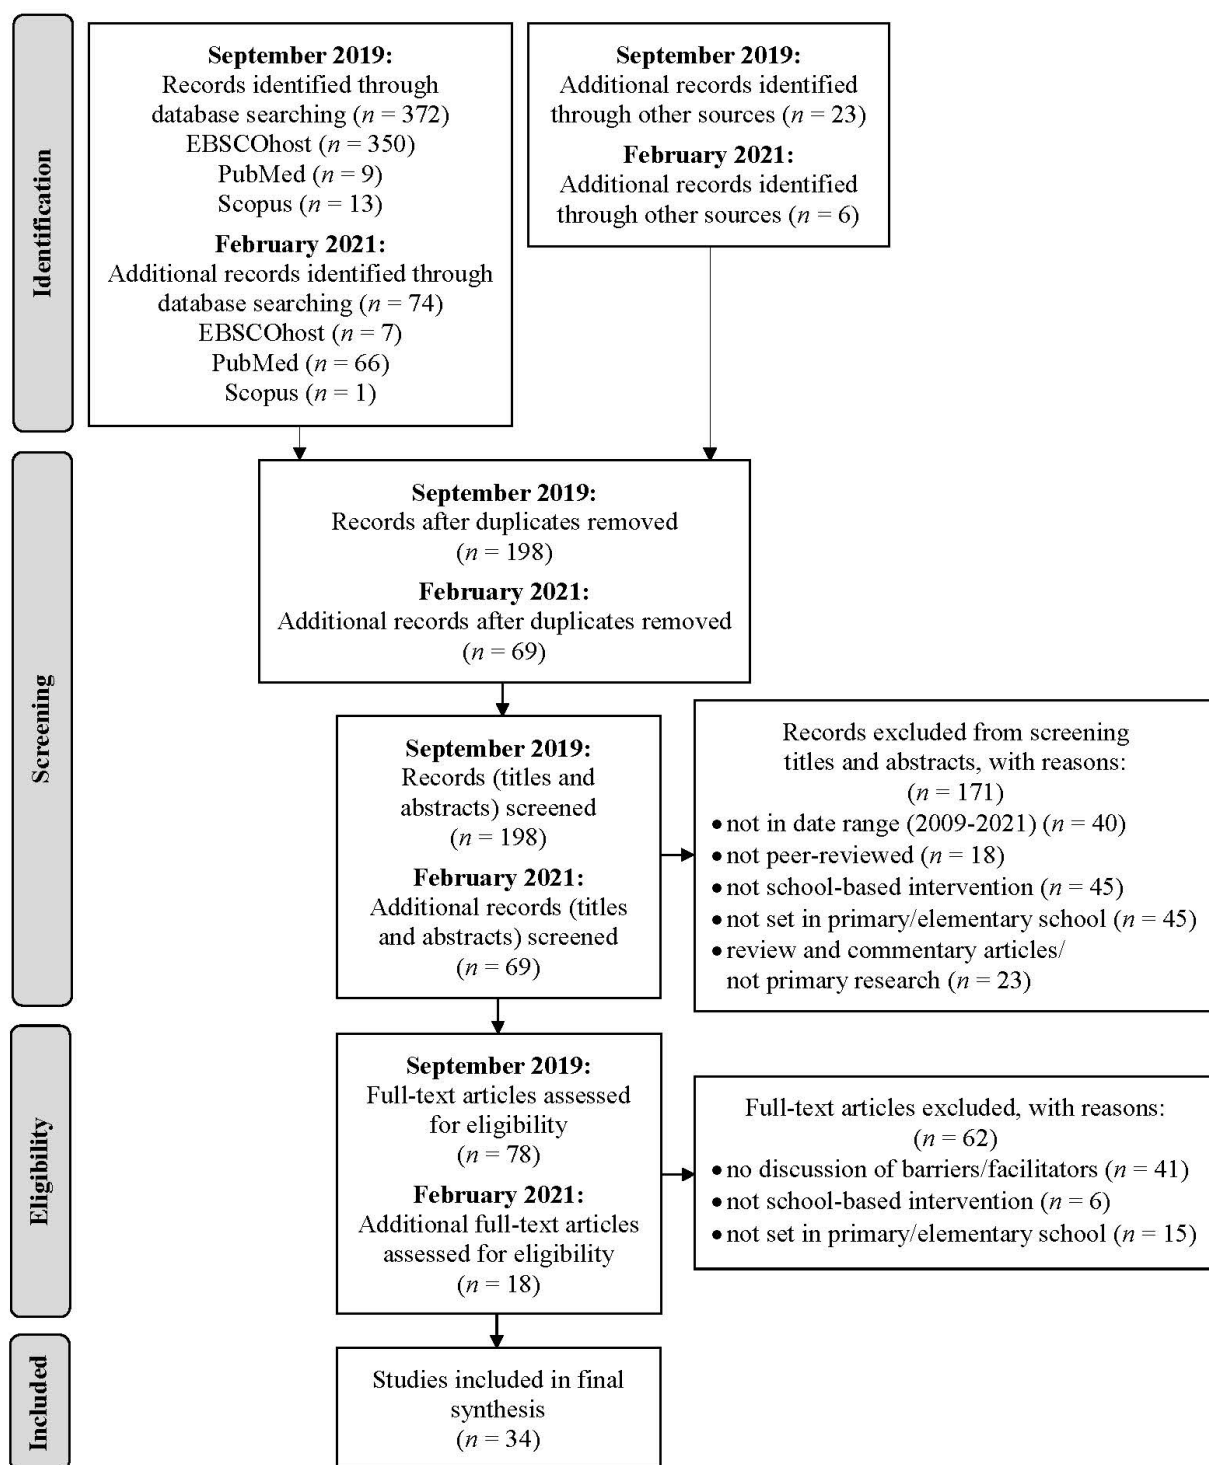 Identification
September 2019:
Records identified through
database searching (n = 372)
EBSCOhost (n = 350)
PubMed (n = 9)
Scopus (n = 13)
February 2021:
Additional records identified through
database searching (n = 74)
EBSCOhost (n = 7)
PubMed (n = 66)
Scopus (n = 1)
September 2019:
Additional records identified
through other sources (n = 23)
February 2021:
Additional records identified
through other sources (n = 6)
Screening
September 2019:
Records after duplicates removed
(n = 198)
February 2021:
Additional records after duplicates removed
(n = 69)
September 2019:
Records (titles and
abstracts) screened
(n = 198)
February 2021:
Additional records (titles
and abstracts) screened
(n = 69)
Records excluded from screening
titles and abstracts, with reasons:
(n = 171)
• not in date range (2009-2021) (n = 40)
• not peer-reviewed (n = 18)
• not school-based intervention (n = 45)
• not set in primary/elementary school (n = 45)
• review and commentary articles/
not primary research (n = 23)
Eligibility
September 2019:
Full-text articles assessed
for eligibility
(n = 78)
February 2021:
Additional full-text articles
assessed for eligibility
(n = 18)
Full-text articles excluded, with reasons:
(n = 62)
• no discussion of barriers/facilitators (n = 41)
• not school-based intervention (n = 6)
• not set in primary/elementary school (n = 15)
Included
Studies included in final
synthesis
(n = 34)